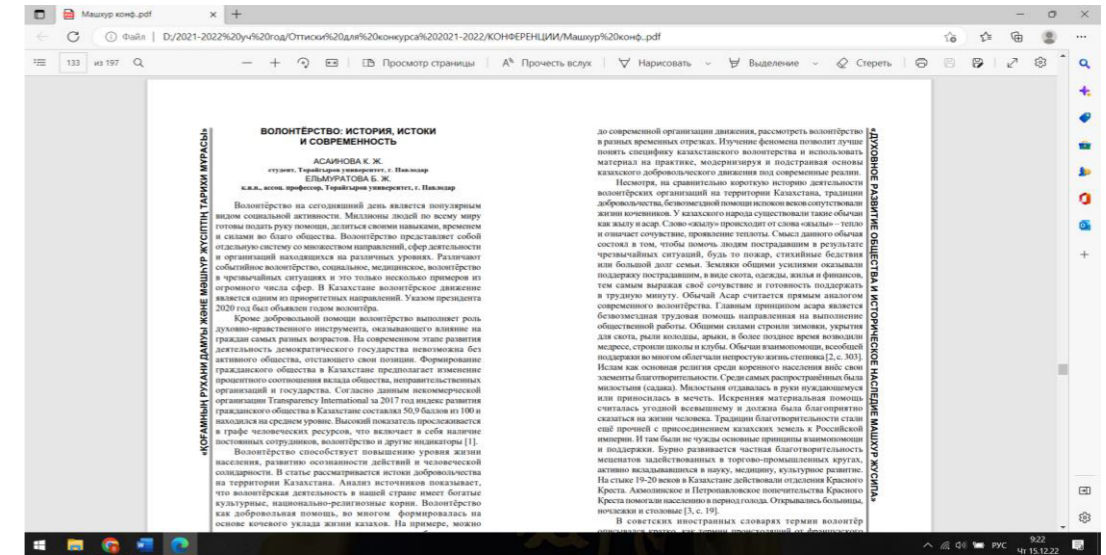 Машхур конф.pdf
Файл | D:/2021-2022%20уч%20год/Оттиски%20для%20конкурса%202021-2022/КОНФЕРЕНЦИИ/Машхур%20конф..pdf
133 из 197 Просмотр страницы Прочесть вслух Нарисовать Выделение Стереть
«ҚОҒАМНЫҢ РУХАНИ ДАМУЫ ЖӘНЕ МӘШҺҮР ЖҮСІПТІҢ ТАРИХИ МҰРАСЫ»
ВОЛОНТЁРСТВО: ИСТОРИЯ, ИСТОКИ
И СОВРЕМЕННОСТЬ
АСАИНОВА К. Ж.
студент, Торайгыров университет, г. Павлодар
ЕЛЬМУРАТОВА Б. Ж.
к.и.н., ассоц. профессор, Торайгыров университет, г. Павлодар
Волонтёрство на сегодняшний день является популярным
видом социальной активности. Миллионы людей по всему миру
готовы подать руку помощи, делиться своими навыками, временем
и силами во благо общества. Волонтёрство представляет собой
отдельную систему со множеством направлений, сфер деятельности
и организаций находящихся на различных уровнях. Различают
событийное волонтёрство, социальное, медицинское, волонтёрство
в чрезвычайных ситуациях и это только несколько примеров из
огромного числа сфер. В Казахстане волонтёрское движение
является одним из приоритетных направлений. Указом президента
2020 год был объявлен годом волонтёра.
Кроме добровольной помощи волонтёрство выполняет роль
духовно-нравственного инструмента, оказывающего влияние на
граждан самых разных возрастов. На современном этапе развития
деятельность демократического государства невозможна без
активного общества, отстающего свои позиции. Формирование
гражданского общества в Казахстане предполагает изменение
процентного соотношения вклада общества, неправительственных
организаций и государства. Согласно данным некоммерческой
организации Transparency International за 2017 год индекс развития
гражданского общества в Казахстане составлял 50,9 баллов из 100 и
находился на среднем уровне. Высокий показатель прослеживается
в графе человеческих ресурсов, что включает в себя наличие
постоянных сотрудников, волонтёрство и другие индикаторы [1].
Волонтёрство способствует повышению уровня жизни
населения, развитию осознанности действий и человеческой
солидарности. В статье рассматривается истоки добровольчества
на территории Казахстана. Анализ источников показывает,
что волонтёрская деятельность в нашей стране имеет богатые
культурные, национально-религиозные корни. Волонтёрство
как добровольная помощь, во многом формировалась на
основе кочевого уклада жизни казахов. На примере, можно
до современной организации движения, рассмотреть волонтёрство
в разных временных отрезках. Изучение феномена позволит лучше
понять специфику казахстанского волонтерства и использовать
материал на практике, модернизируя и подстраивая основы
казахского добровольческого движения под современные реалии.
Несмотря, на сравнительно короткую историю деятельности
волонтёрских организаций на территории Казахстана, традиции
добровольчества, безвозмездной помощи испокон веков сопутствовали
жизни кочевников. У казахского народа существовали такие обычаи
как жылу и асар. Слово «жылу» происходит от слова «жылы» – тепло
и означает сочувствие, проявление теплоты. Смысл данного обычая
состоял в том, чтобы помочь людям пострадавшим в результате
чрезвычайных ситуаций, будь то пожар, стихийные бедствия
или большой долг семьи. Земляки общими усилиями оказывали
поддержку пострадавшим, в виде скота, одежды, жилья и финансов,
тем самым выражая своё сочувствие и готовность поддержать
в трудную минуту. Обычай Асар считается прямым аналогом
современного волонтёрства. Главным принципом асара является
безвозмездная трудовая помощь направленная на выполнение
общественной работы. Общими силами строили зимовки, укрытия
для скота, рыли колодцы, арыки, в более позднее время возводили
медресе, строили школы и клубы. Обычаи взаимопомощи, всеобщей
поддержки во многом облегчали непростую жизнь степняка [2, с. 303].
Ислам как основная религия среди коренного населения внёс свои
элементы благотворительности. Среди самых распространённых была
милостыня (садака). Милостыня отдавалась в руки нуждающемуся
или приносилась в мечеть. Искренняя материальная помощь
считалась угодной всевышнему и должна была благоприятно
сказаться на жизни человека. Традиции благотворительности стали
ещё прочней с присоединением казахских земель к Российской
империи. И там были не чужды основные принципы взаимопомощи
и поддержки. Бурно развивается частная благотворительность
меценатов задействованных в торгово-промышленных кругах,
активно вкладывавшихся в науку, медицину, культурное развитие.
На стыке 19-20 веков в Казахстане действовали отделения Красного
Креста. Акмолинское и Петропавловское попечительства Красного
Креста помогали населению в период голода. Открывались больницы,
ночлежки и столовые [3, с. 19].
В советских иностранных словарях термин волонтёр
описывался кратко, как термин происходящий от французского
«ДУХОВНОЕ РАЗВИТИЕ ОБЩЕСТВА И ИСТОРИЧЕСКОЕ НАСЛЕДИЕ МАШХУР ЖУСИПА»
РУС
9:22
Чт 15.12.22